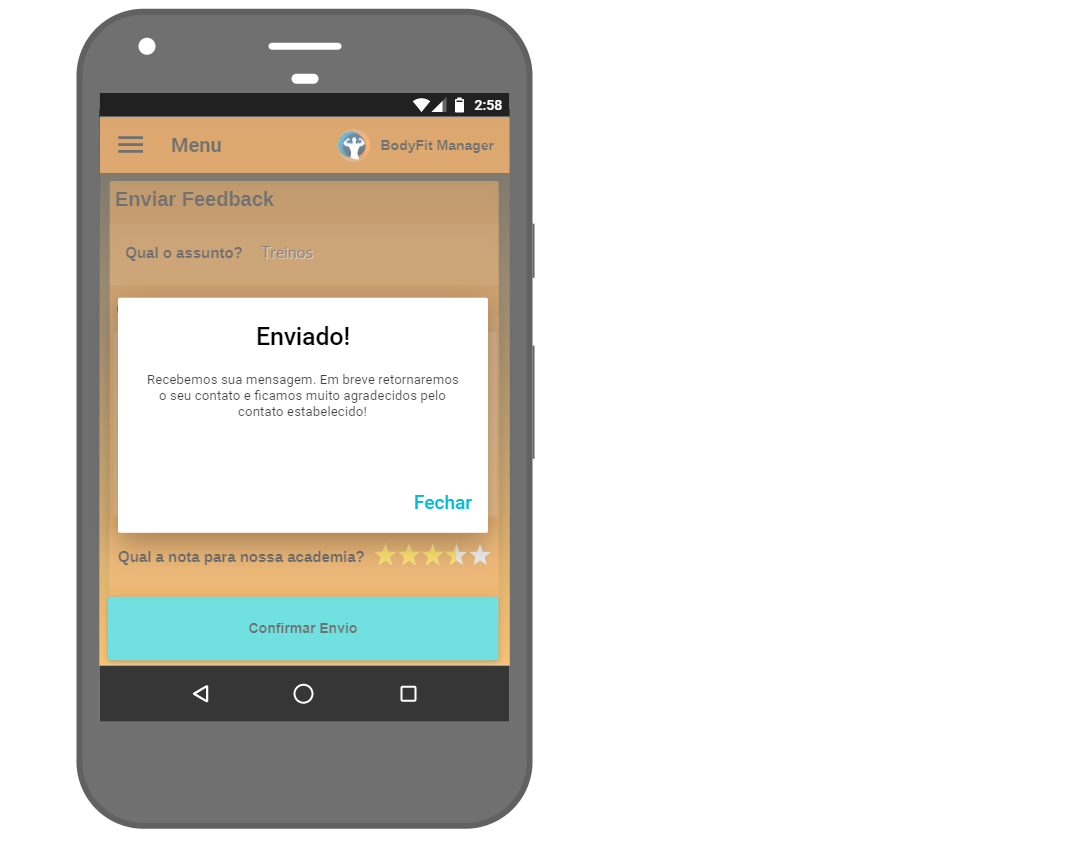 2:58
Menu
BodyFit Manager
Enviar Feedback
Qual o assunto? Treinos
Enviado!
Recebemos sua mensagem. Em breve retornaremos
o seu contato e ficamos muito agradecidos pelo
contato estabelecido!
Fechar
Qual a nota para nossa academia?
Confirmar Envio